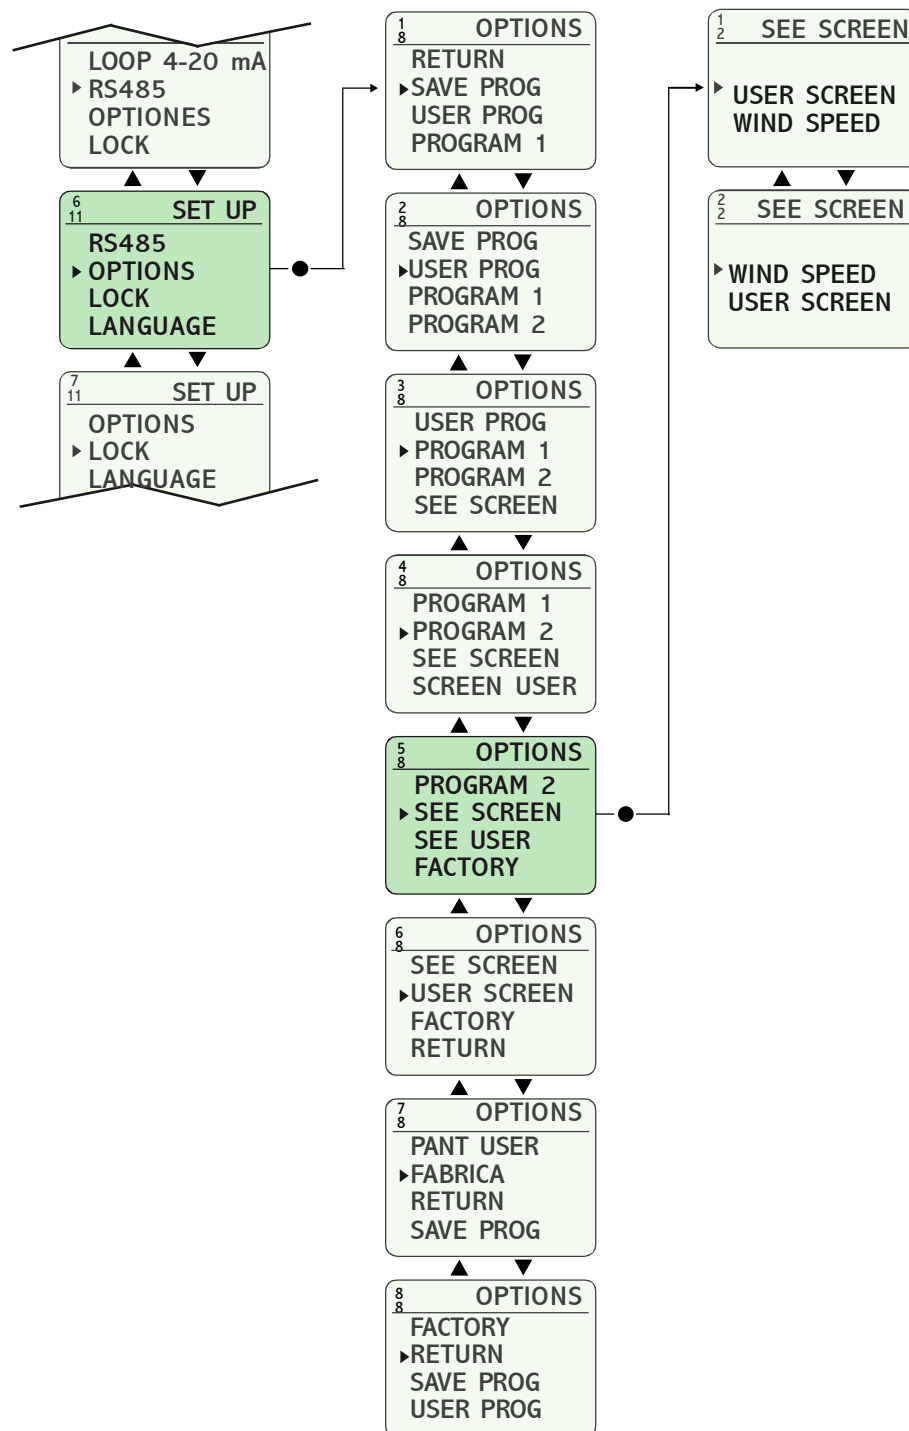 LOOP 4-20 mA
RS485
OPTIONES
LOCK
6
11
SET UP
RS485
OPTIONS
LOCK
LANGUAGE
7
11
SET UP
OPTIONS
LOCK
LANGUAGE
1
8
OPTIONS
RETURN
SAVE PROG
USER PROG
PROGRAM 1
2
8
OPTIONS
SAVE PROG
USER PROG
PROGRAM 1
PROGRAM 2
3
8
OPTIONS
USER PROG
PROGRAM 1
PROGRAM 2
SEE SCREEN
4
8
OPTIONS
PROGRAM 1
PROGRAM 2
SEE SCREEN
SCREEN USER
5
8
OPTIONS
PROGRAM 2
SEE SCREEN
SEE USER
FACTORY
6
8
OPTIONS
SEE SCREEN
USER SCREEN
FACTORY
RETURN
7
8
OPTIONS
PANT USER
FABRICA
RETURN
SAVE PROG
8
8
OPTIONS
FACTORY
RETURN
SAVE PROG
USER PROG
1
2
SEE SCREEN
USER SCREEN
WIND SPEED
2
2
SEE SCREEN
WIND SPEED
USER SCREEN